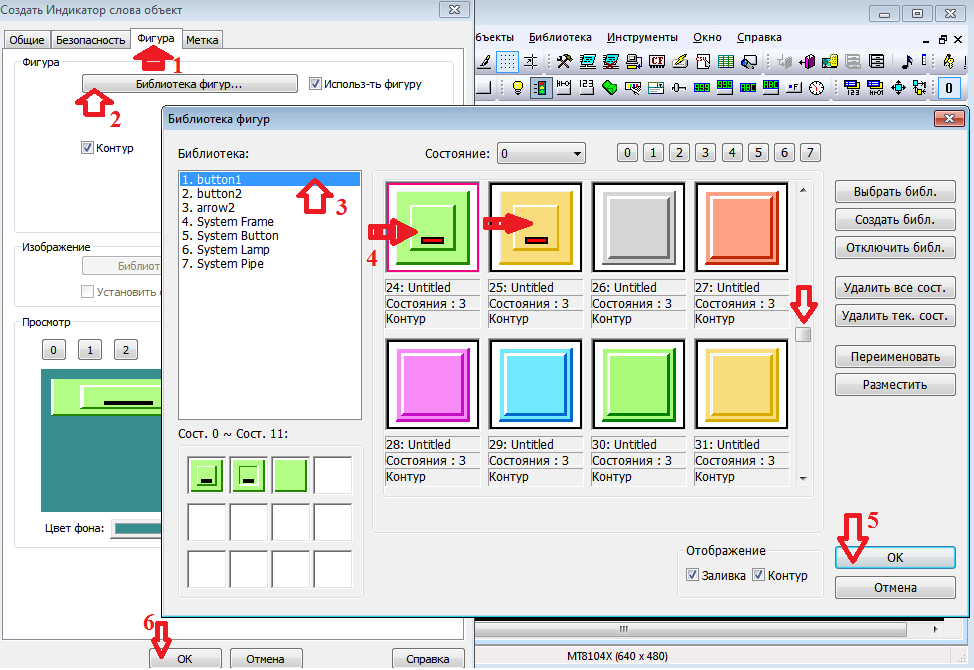 Создать Индикатор слова объект
Общие
Безопасность
Фигура
Метка
1
Фигура
Библиотека фигур...
Использ-ть фигуру
2
Контур
Изображение
Установить
Просмотр
0
1
2
Цвет фона:
6
OK
Отмена
Справка
Библиотека
Инструменты
Окно
Справка
0
Библиотека фигур
Библиотека:
Состояние:
0
0
1
2
3
4
5
6
7
1. button1
2. button2
3. arrow2
4. System Frame
5. System Button
6. System Lamp
7. System Pipe
3
4
24: Untitled
Состояния : 3
Контур
25: Untitled
Состояния : 3
Контур
26: Untitled
Состояния : 3
Контур
27: Untitled
Состояния : 3
Контур
28: Untitled
Состояния : 3
Контур
29: Untitled
Состояния : 3
Контур
30: Untitled
Состояния : 3
Контур
31: Untitled
Состояния : 3
Контур
Выбрать библ.
Создать библ.
Отключить библ.
Удалить все сост.
Удалить тек. сост.
Переименовать
Разместить
Сост. 0 ~ Сост. 11:
Отображение
Заливка
Контур
5
OK
Отмена
MT8104X (640 x 480)